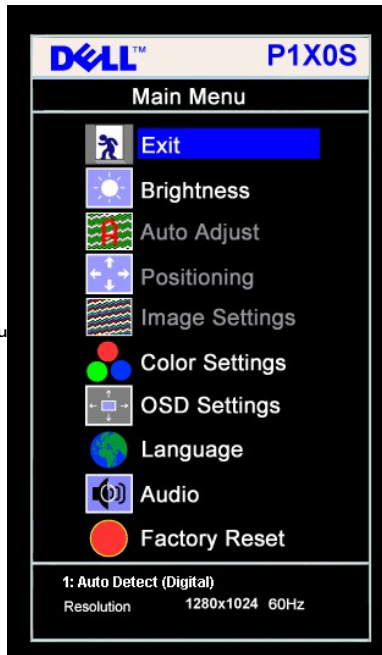 DELL™ P1X0S
Main Menu
Exit
Brightness
Auto Adjust
Positioning
Image Settings
u
Color Settings
OSD Settings
Language
Audio
Factory Reset
1: Auto Detect (Digital)
Resolution 1280x1024 60Hz